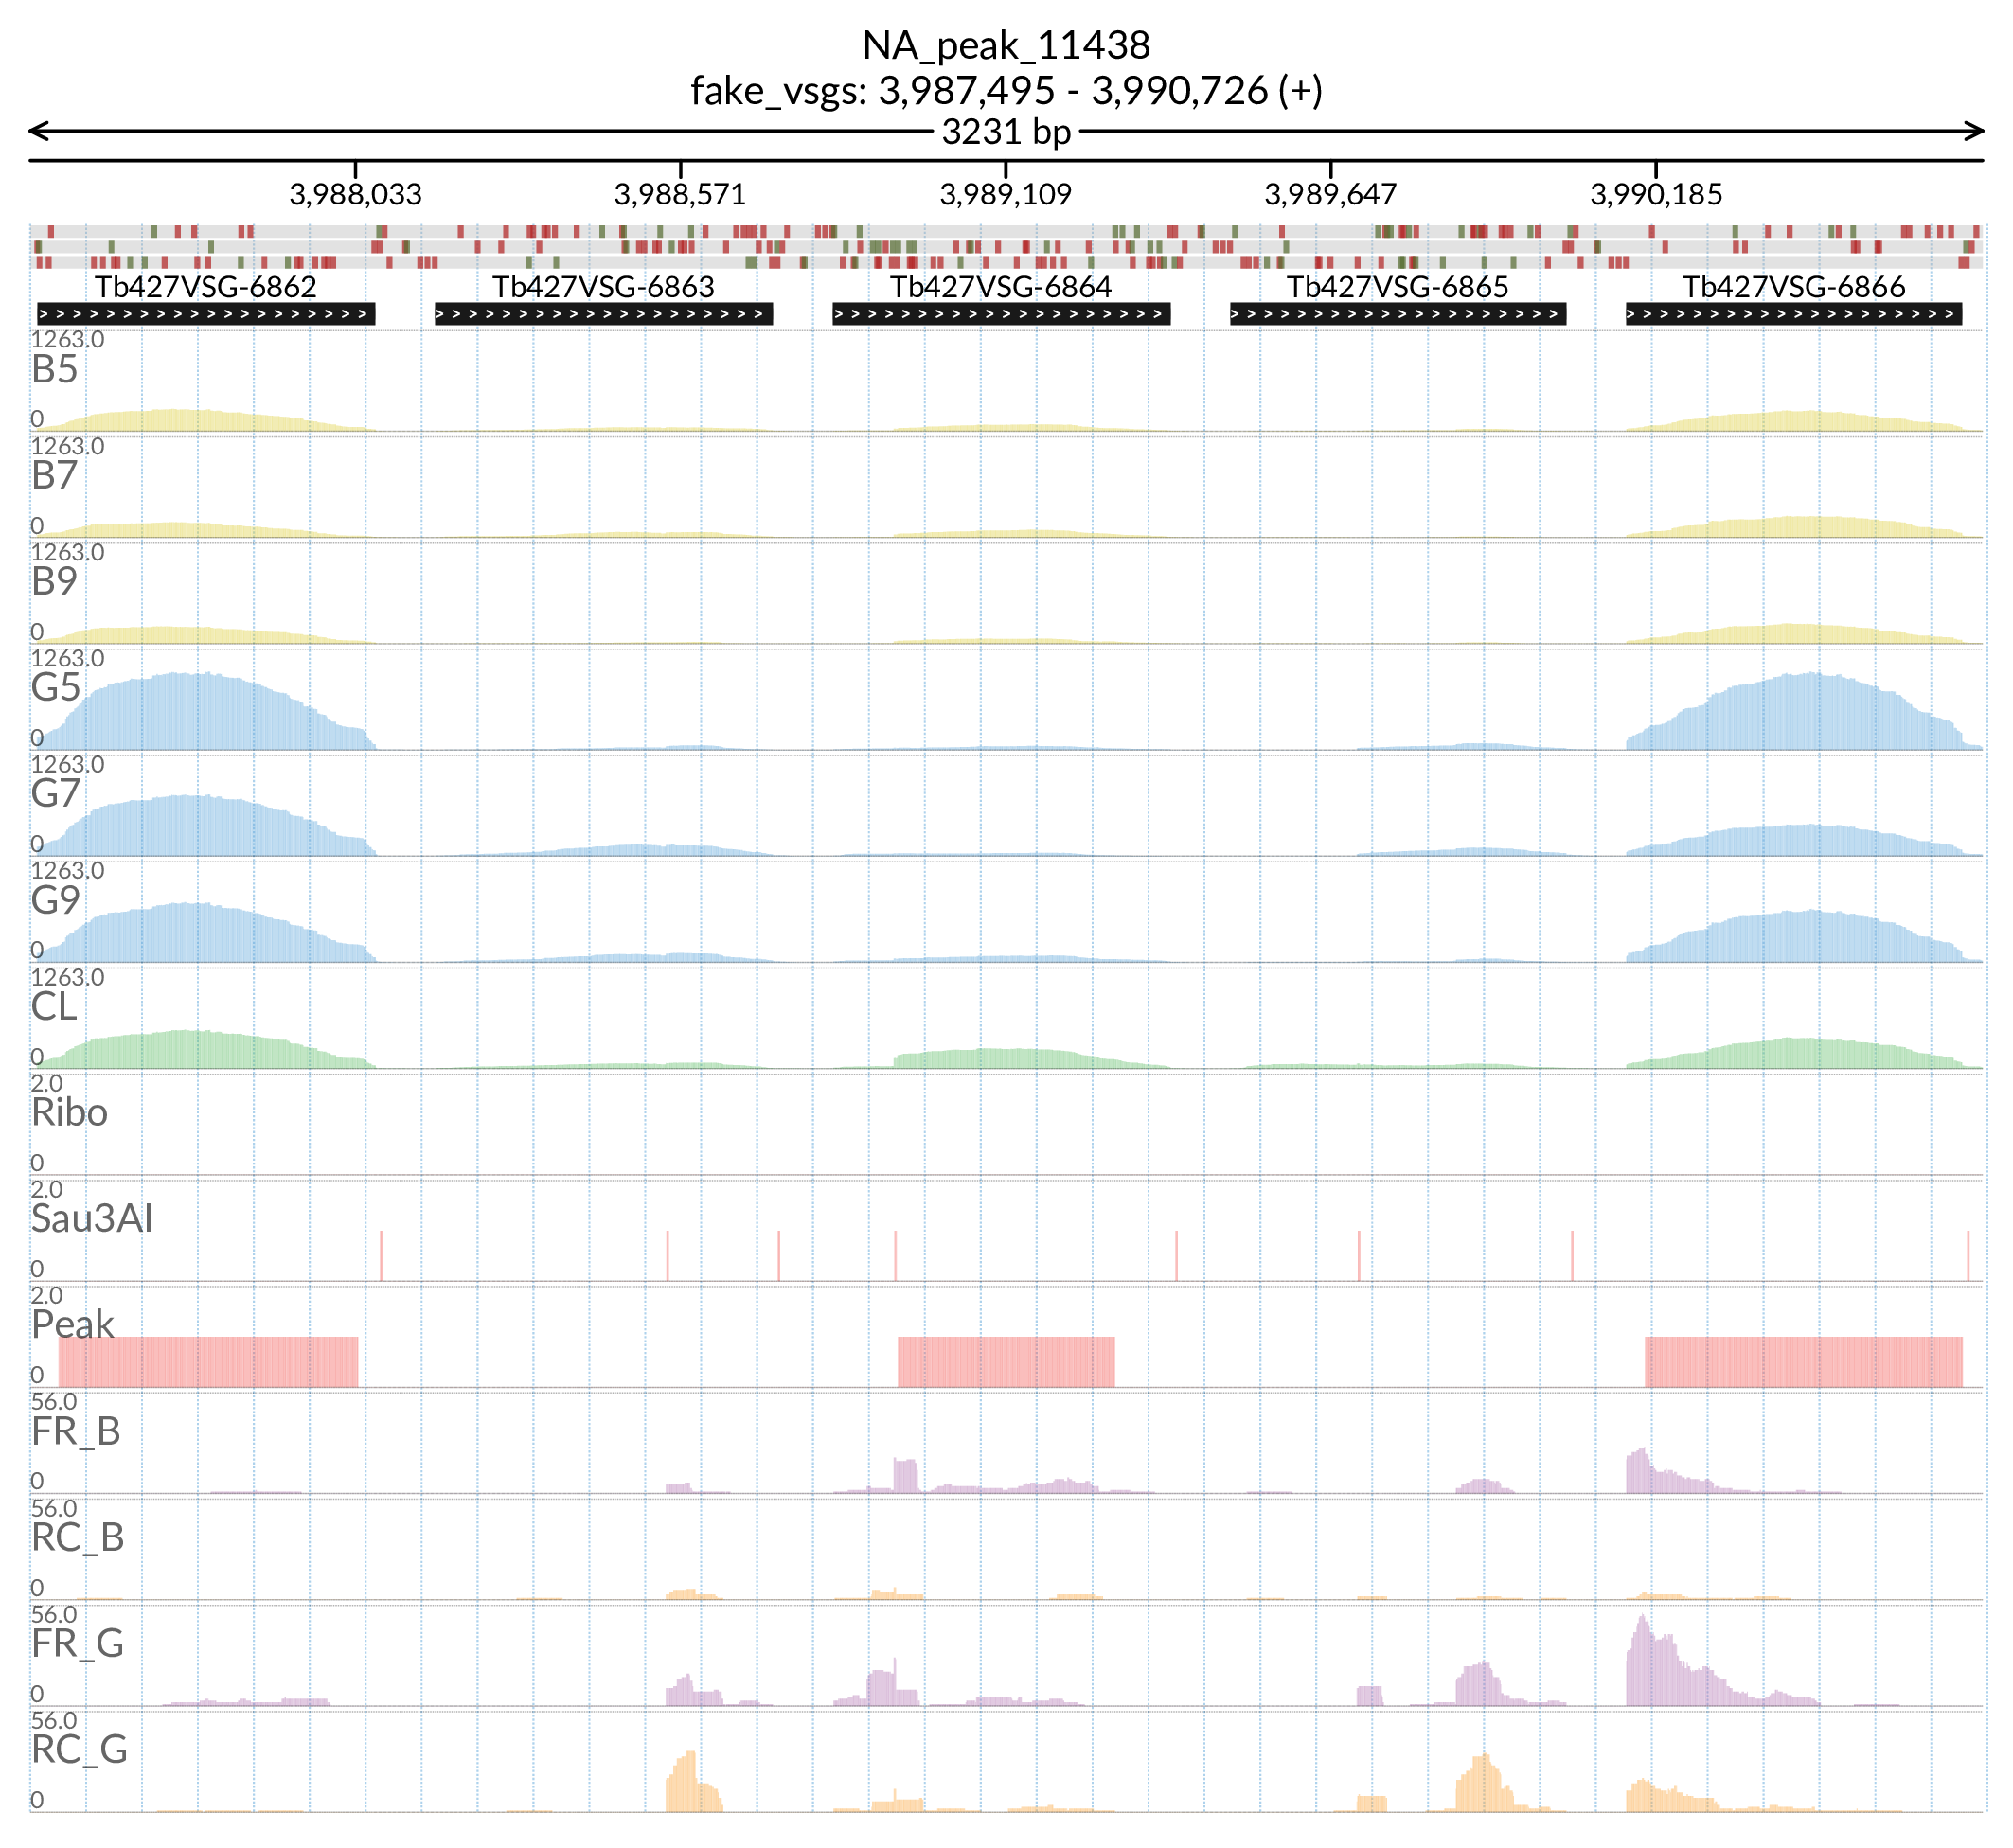 NA_peak_11438
fake_vsgs: 3,987,495 - 3,990,726 (+)
3231 bp
3,988,033 3,988,571 3,989,109 3,989,647 3,990,185
Tb427VSG-6862 Tb427VSG-6863 Tb427VSG-6864 Tb427VSG-6865 Tb427VSG-6866
1263.0
B5
0
1263.0
B7
0
1263.0
B9
0
1263.0
G5
0
1263.0
G7
0
1263.0
G9
0
1263.0
CL
0
2.0
Ribo
0
2.0
Sau3AI
0
2.0
Peak
0
56.0
FR_B
0
56.0
RC_B
0
56.0
FR_G
0
56.0
RC_G
0